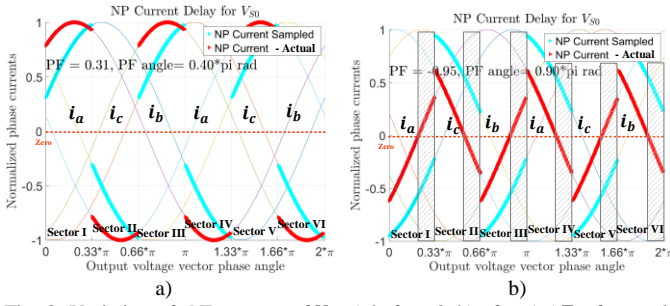 NP Current Delay for V_S0
NP Current Sampled
NP Current - Actual
PF = 0.31, PF angle= 0.40*pi rad
i_a i_c i_b i_a i_c i_b
Normalized phase currents
1
0.5
0
-0.5
-1
Zero
Sector I Sector II Sector III Sector IV Sector V Sector VI
0 0.33*π 0.66*π π 1.33*π 1.66*π 2*π
Output voltage vector phase angle
a)
NP Current Delay for V_S0
NP Current Sampled
NP Current - Actual
PF = -0.95, PF angle= 0.90*pi rad
i_a i_c i_b i_a i_c i_b
Normalized phase currents
1
0.5
0
-0.5
-1
Zero
Sector I Sector II Sector III Sector IV Sector V Sector VI
0 0.33*π 0.66*π π 1.33*π 1.66*π 2*π
Output voltage vector phase angle
b)